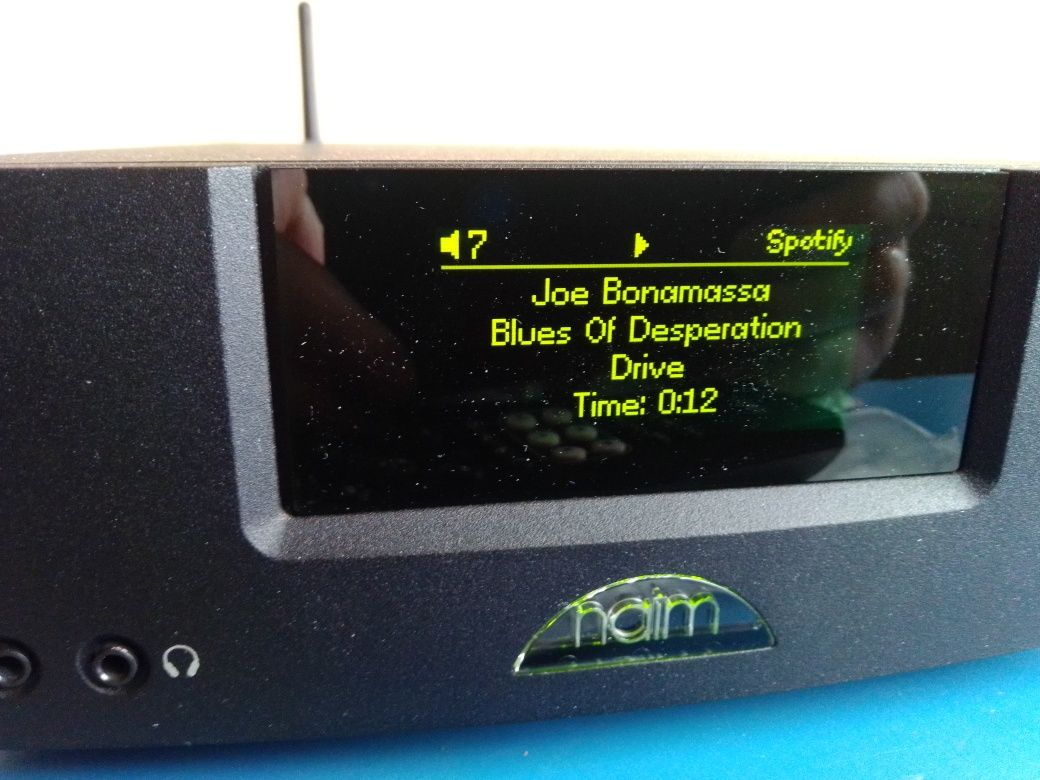 7 Spotify
Joe Bonamassa
Blues Of Desperation
Drive
Time: 0:12
naim